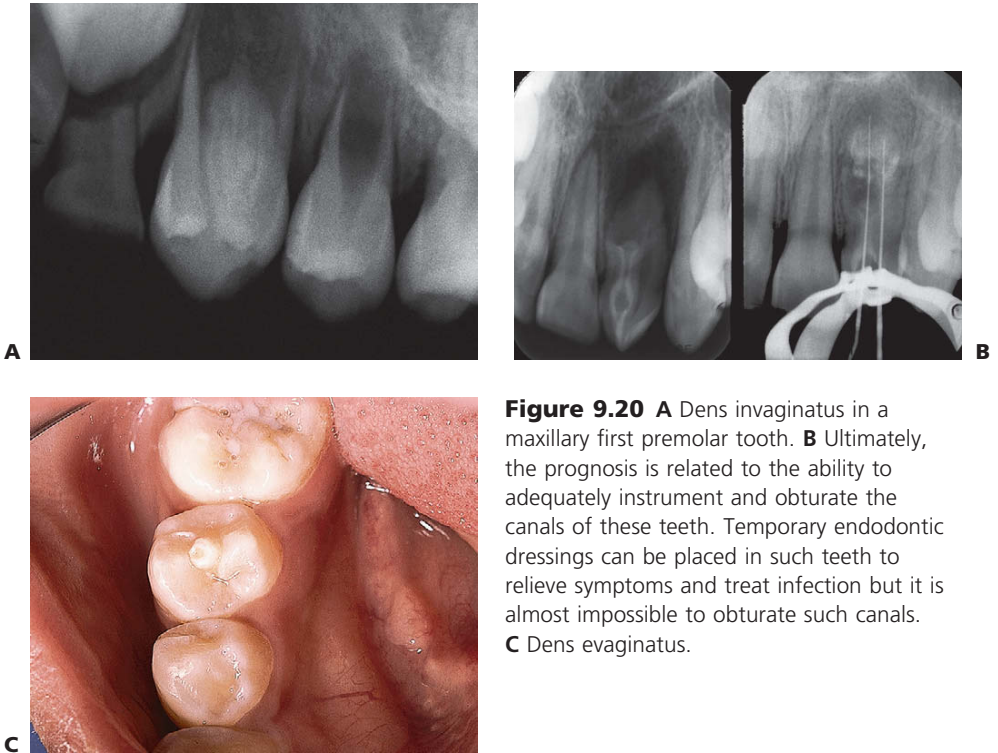 A
B
C
Figure 9.20 A Dens invaginatus in a
maxillary first premolar tooth. B Ultimately,
the prognosis is related to the ability to
adequately instrument and obturate the
canals of these teeth. Temporary endodontic
dressings can be placed in such teeth to
relieve symptoms and treat infection but it is
almost impossible to obturate such canals.
C Dens evaginatus.